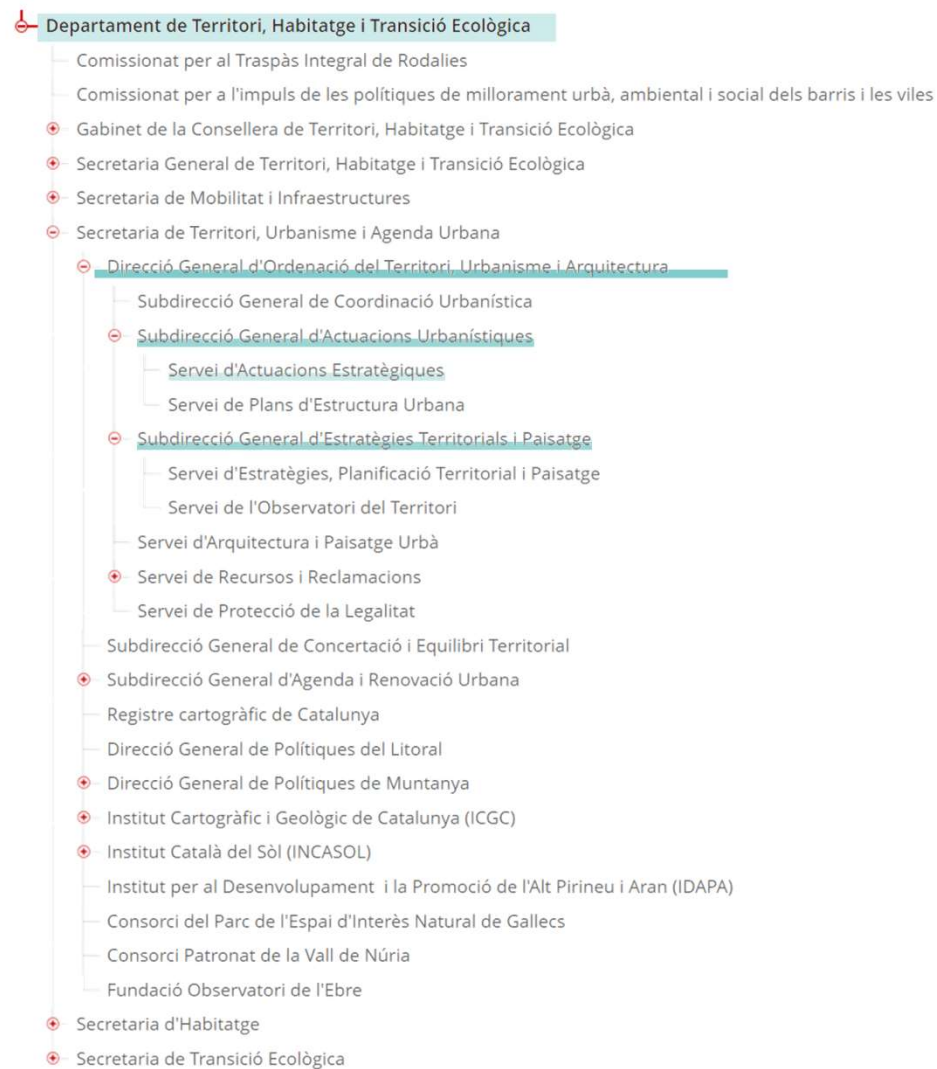 Departament de Territori, Habitatge i Transició Ecològica
Comissionat per al Traspàs Integral de Rodalies
Comissionat per a l'impuls de les polítiques de millorament urbà, ambiental i social dels barris i les viles
Gabinet de la Consellera de Territori, Habitatge i Transició Ecològica
Secretaria General de Territori, Habitatge i Transició Ecològica
Secretaria de Mobilitat i Infraestructures
Secretaria de Territori, Urbanisme i Agenda Urbana
Direcció General d'Ordenació del Territori, Urbanisme i Arquitectura
Subdirecció General de Coordinació Urbanística
Subdirecció General d'Actuacions Urbanístiques
Servei d'Actuacions Estratègiques
Servei de Plans d'Estructura Urbana
Subdirecció General d'Estratègies Territorials i Paisatge
Servei d'Estratègies, Planificació Territorial i Paisatge
Servei de l'Observatori del Territori
Servei d'Arquitectura i Paisatge Urbà
Servei de Recursos i Reclamacions
Servei de Protecció de la Legalitat
Subdirecció General de Concertació i Equilibri Territorial
Subdirecció General d'Agenda i Renovació Urbana
Registre cartogràfic de Catalunya
Direcció General de Polítiques del Litoral
Direcció General de Polítiques de Muntanya
Institut Cartogràfic i Geològic de Catalunya (ICGC)
Institut Català del Sòl (INCASOL)
Institut per al Desenvolupament  i la Promoció de l'Alt Pirineu i Aran (IDAPA)
Consorci del Parc de l'Espai d'Interès Natural de Gallecs
Consorci Patronat de la Vall de Núria
Fundació Observatori de l'Ebre
Secretaria d'Habitatge
Secretaria de Transició Ecològica